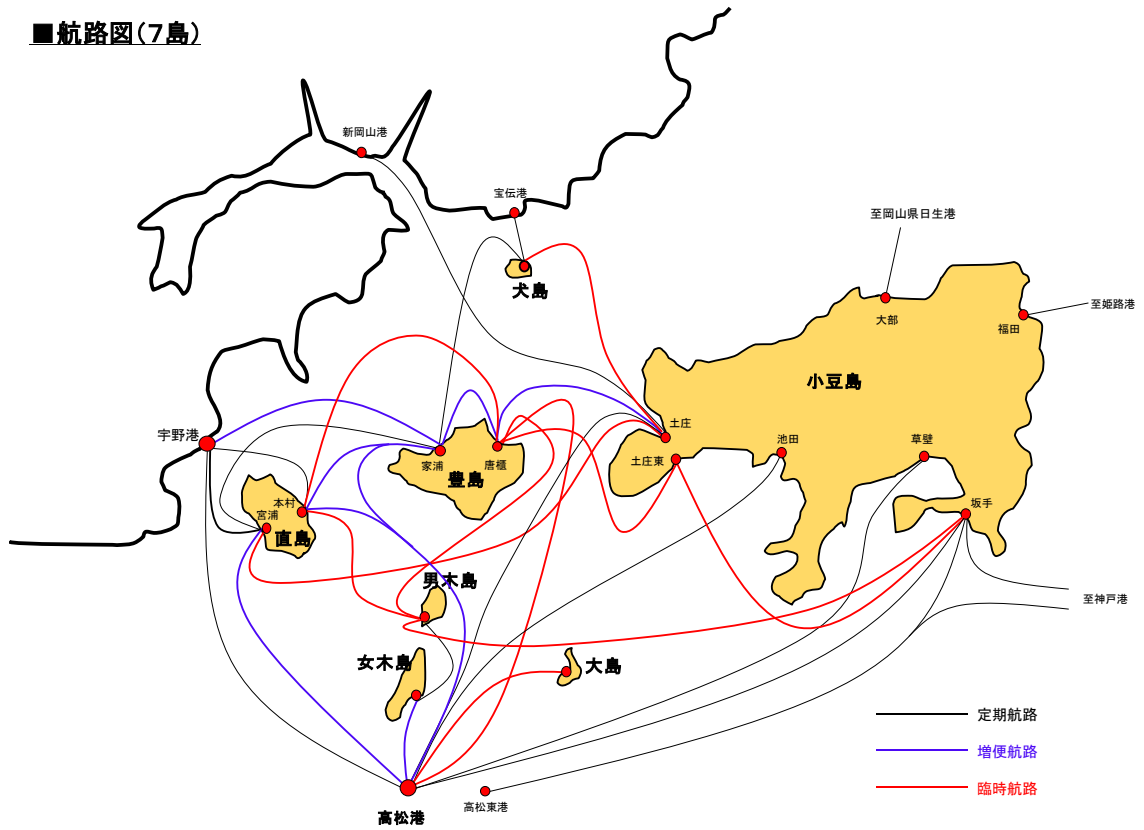 ■航路図(7島)
新岡山港
宝伝港
至岡山県日生港
犬島
至姫路港
大部
福田
小豆島
土庄
宇野港
池田
草壁
家浦
唐櫃
土庄東
豊島
本村
坂手
宮浦
直島
男木島
至神戸港
女木島
大島
定期航路
増便航路
臨時航路
高松東港
高松港